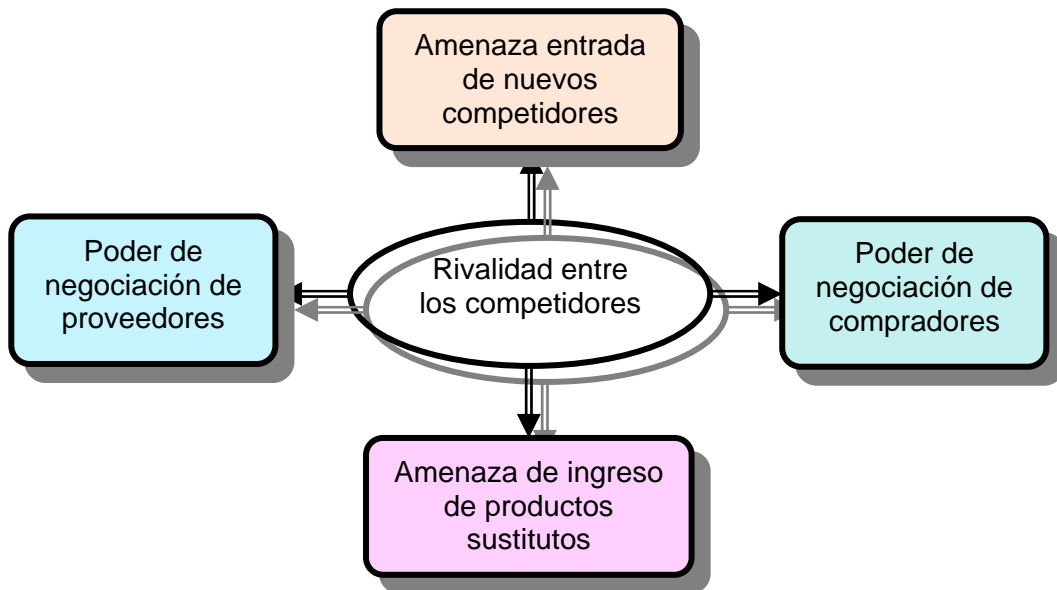 Amenaza entrada
de nuevos
competidores
Poder de
negociación de
proveedores
Rivalidad entre
los competidores
Poder de
negociación de
compradores
Amenaza de ingreso
de productos
sustitutos